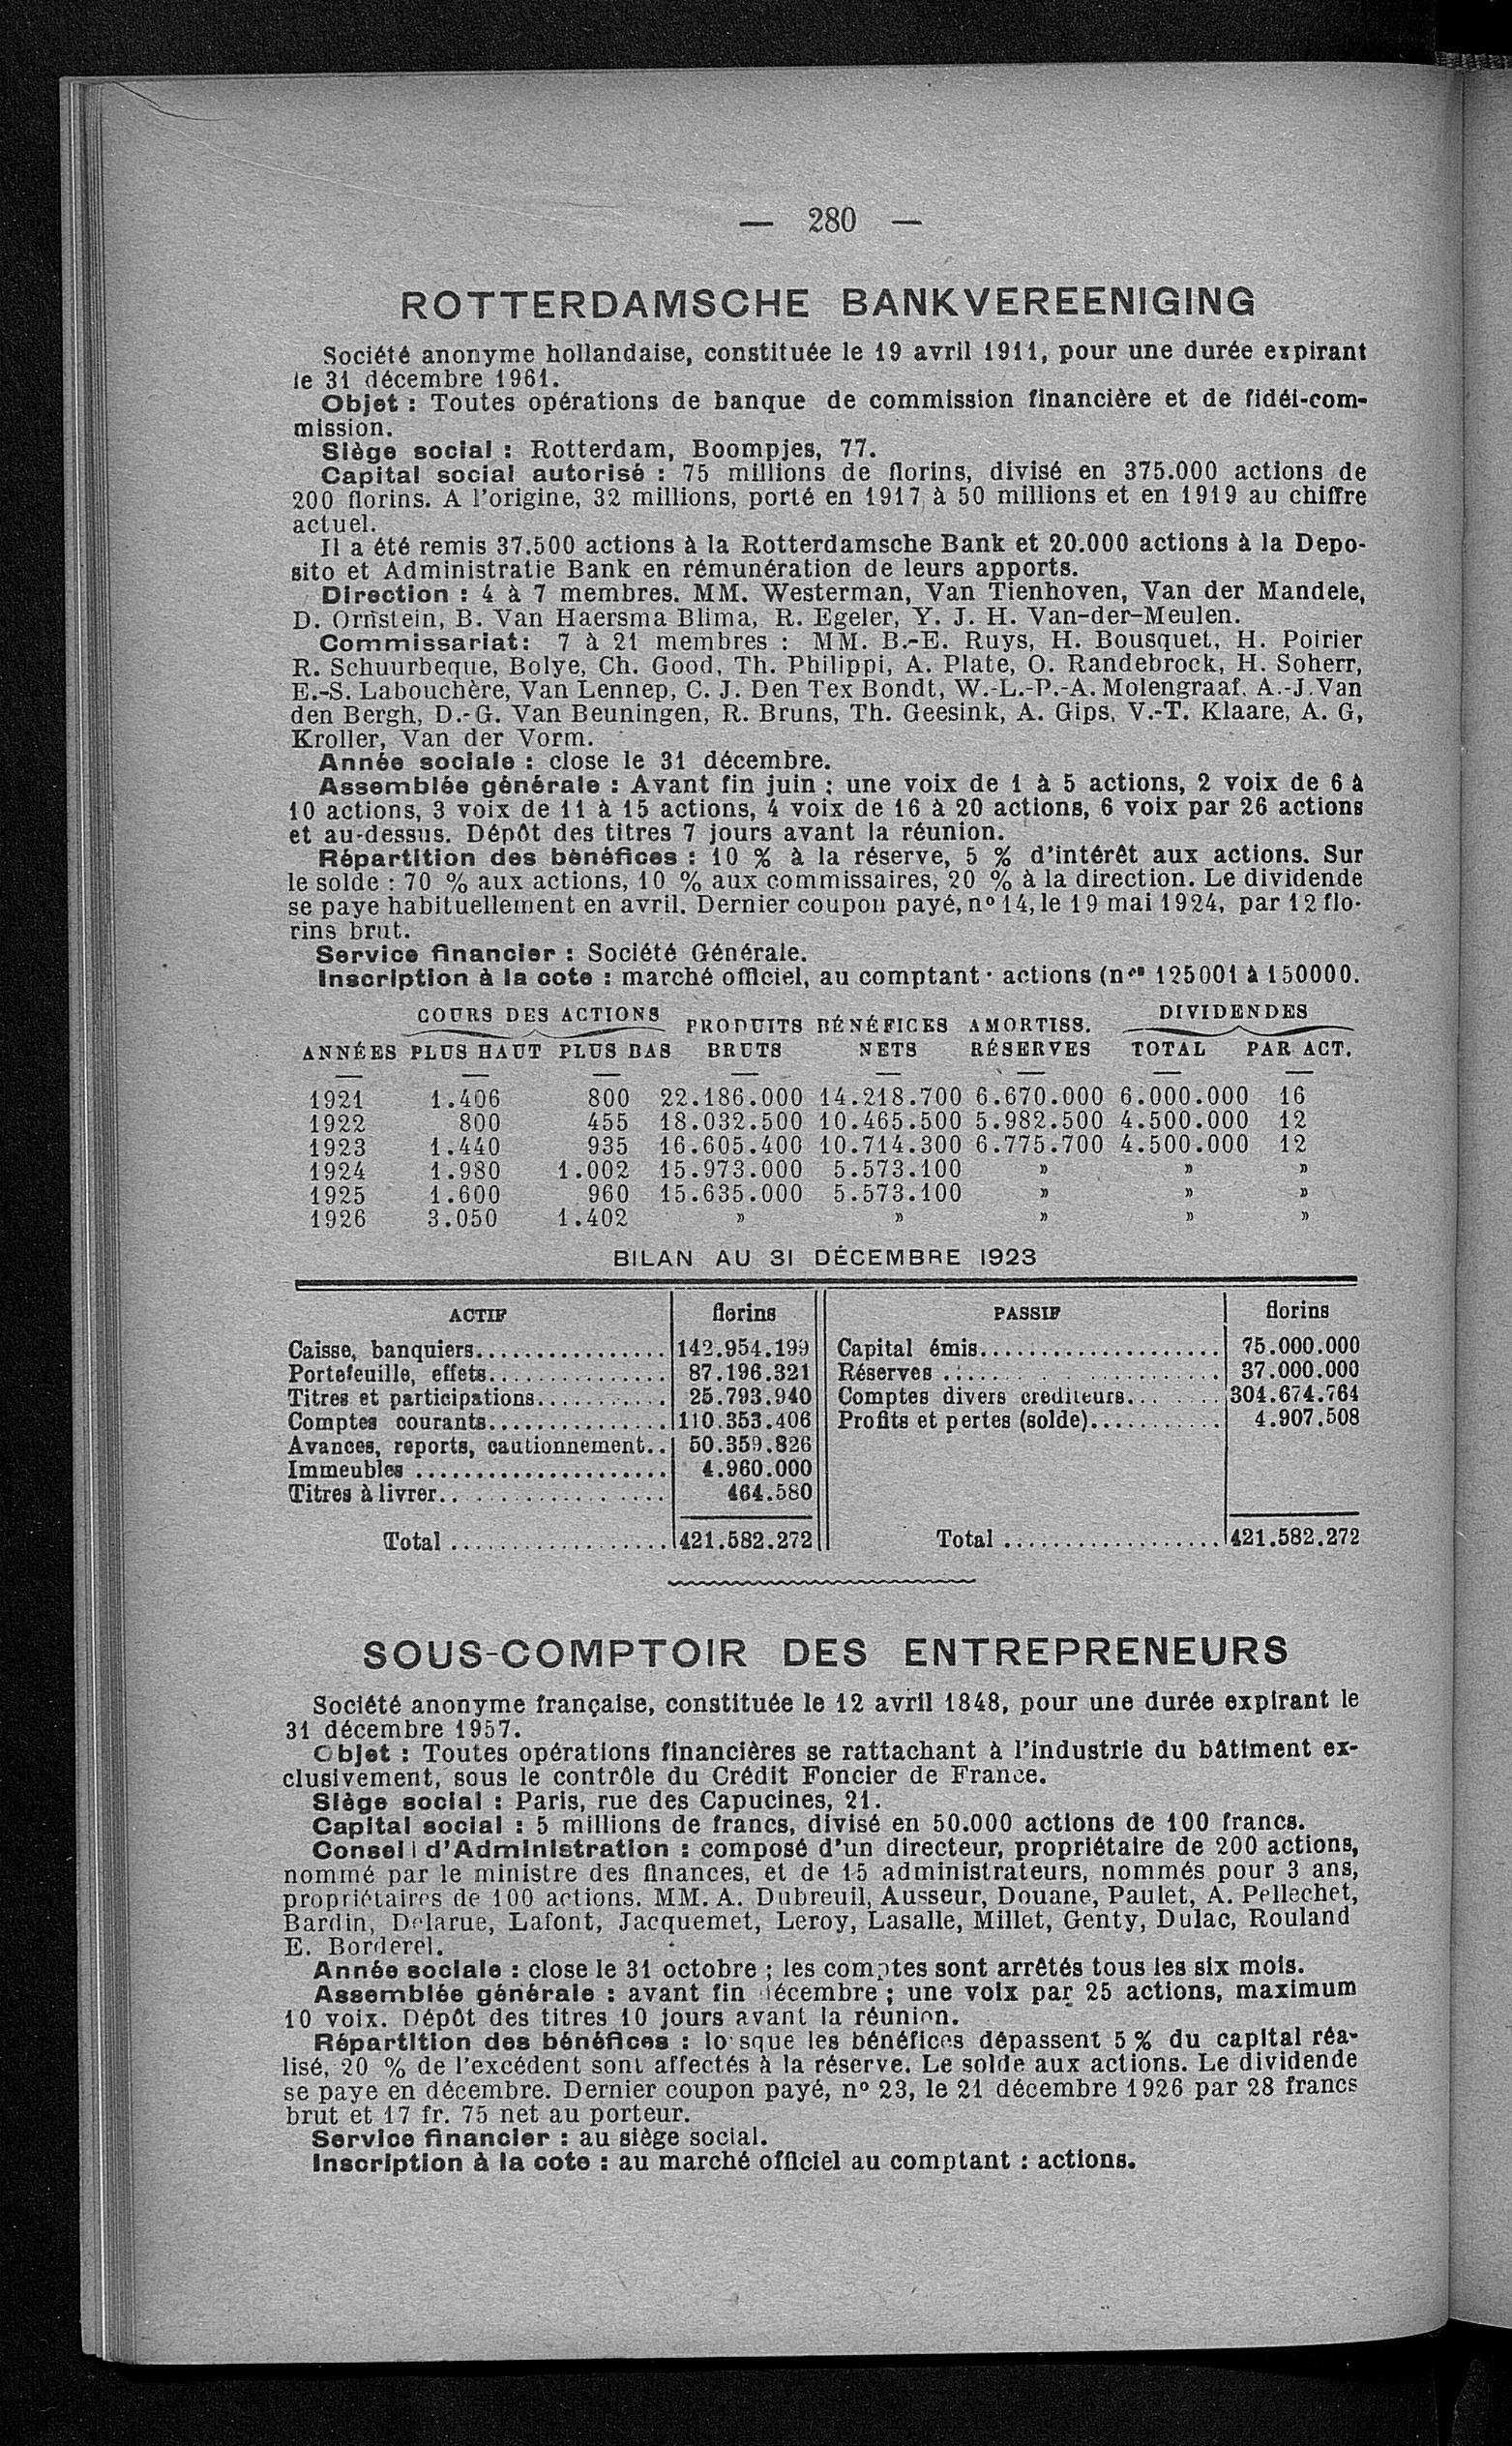 — 280 —
ROTTERDAMSCHE BANKVEREENIGING
Société anonyme hollandaise, constituée le 19 avril 1911, pour une durée expirant
le 31 décembre 1961.
Objet : Toutes opérations de banque de commission financière et de fidéi-com-
mission.
Siège social : Rotterdam, Boompjes, 77.
Capital social autorisé : 75 millions de florins, divisé en 375.000 actions de
200 florins. A l'origine, 32 millions, porté en 1917 à 50 millions et en 1919 au chiffre
actuel.
Il a été remis 37.500 actions à la Rotterdamsche Bank et 20.000 actions à la Depo-
sito et Administratie Bank en rémunération de leurs apports.
Direction : 4 à 7 membres. MM. Westerman, Van Tienhoven, Van der Mandele,
D. Ornstein, B. Van Haersma Blima, R. Egeler, Y. J. H. Van-der-Meulen.
Commissariat : 7 à 21 membres : MM. B.-E. Ruys, H. Bousquet, H. Poirier
R. Schuurbeque, Bolye, Ch. Good, Th. Philippi, A. Plate, O. Randebrock, H. Soherr,
E.-S. Labouchère, Van Lennep, C. J. Den Tex Bondt, W.-L.-P.-A. Molengraaf, A.-J. Van
den Bergh, D.-G. Van Beuningen, R. Bruns, Th. Geesink, A. Gips, V.-T. Klaare, A. G,
Kroller, Van der Vorm.
Année sociale : close le 31 décembre.
Assemblée générale : Avant fin juin ; une voix de 1 à 5 actions, 2 voix de 6 à
10 actions, 3 voix de 11 à 15 actions, 4 voix de 16 à 20 actions, 6 voix par 26 actions
et au-dessus. Dépôt des titres 7 jours avant la réunion.
Répartition des bénéfices : 10 % à la réserve, 5 % d'intérêt aux actions. Sur
le solde : 70 % aux actions, 10 % aux commissaires, 20 % à la direction. Le dividende
se paye habituellement en avril. Dernier coupon payé, nº 14, le 19 mai 1924, par 12 flo-
rins brut.
Service financier : Société Générale.
Inscription à la cote : marché officiel, au comptant · actions (nos 125001 à 150000.
COURS DES ACTIONS PRODUITS BÉNÉFICES AMORTISS. DIVIDENDES
ANNÉES PLUS HAUT PLUS BAS BRUTS NETS RÉSERVES TOTAL PAR ACT.
1921 1.406 800 22.186.000 14.218.700 6.670.000 6.000.000 16
1922 800 455 18.032.500 10.465.500 5.982.500 4.500.000 12
1923 1.440 935 16.605.400 10.714.300 6.775.700 4.500.000 12
1924 1.980 1.002 15.973.000 5.573.100 » » »
1925 1.600 960 15.635.000 5.573.100 » » »
1926 3.050 1.402 » » » » »
BILAN AU 31 DÉCEMBRE 1923
ACTIF florins PASSIF florins
Caisse, banquiers................ 142.954.199 Capital émis.................... 75.000.000
Portefeuille, effets............... 87.196.321 Réserves .................... 37.000.000
Titres et participations........... 25.793.940 Comptes divers crediteurs........ 304.674.764
Comptes courants............... 110.353.406 Profits et pertes (solde)........... 4.907.508
Avances, reports, cautionnement.. 50.359.826
Immeubles ..................... 4.960.000
Titres à livrer.................. 464.580
Total .................. 421.582.272 Total .................. 421.582.272
SOUS-COMPTOIR DES ENTREPRENEURS
Société anonyme française, constituée le 12 avril 1848, pour une durée expirant le
31 décembre 1957.
Objet : Toutes opérations financières se rattachant à l'industrie du bâtiment ex-
clusivement, sous le contrôle du Crédit Foncier de France.
Siège social : Paris, rue des Capucines, 21.
Capital social : 5 millions de francs, divisé en 50.000 actions de 100 francs.
Conseil d'Administration : composé d'un directeur, propriétaire de 200 actions,
nommé par le ministre des finances, et de 15 administrateurs, nommés pour 3 ans,
propriétaires de 100 actions. MM. A. Dubreuil, Ausseur, Douane, Paulet, A. Pellechet,
Bardin, Delarue, Lafont, Jacquemet, Leroy, Lasalle, Millet, Genty, Dulac, Rouland
E. Borderel.
Année sociale : close le 31 octobre ; les comptes sont arrêtés tous les six mois.
Assemblée générale : avant fin décembre ; une voix par 25 actions, maximum
10 voix. Dépôt des titres 10 jours avant la réunion.
Répartition des bénéfices : lorsque les bénéfices dépassent 5 % du capital réa-
lisé, 20 % de l'excédent sont affectés à la réserve. Le solde aux actions. Le dividende
se paye en décembre. Dernier coupon payé, nº 23, le 21 décembre 1926 par 28 francs
brut et 17 fr. 75 net au porteur.
Service financier : au siège social.
Inscription à la cote : au marché officiel au comptant : actions.